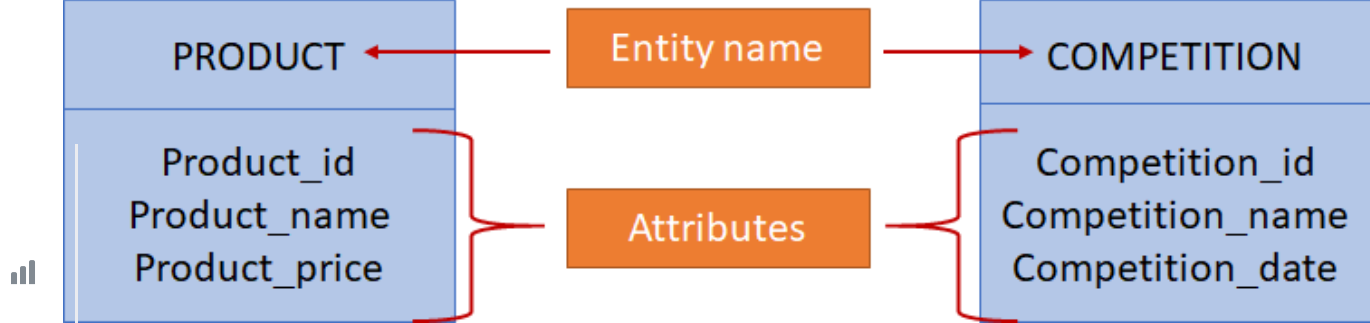 PRODUCT
Entity name
COMPETITION
Product_id
Product_name
Product_price
Attributes
Competition_id
Competition_name
Competition_date